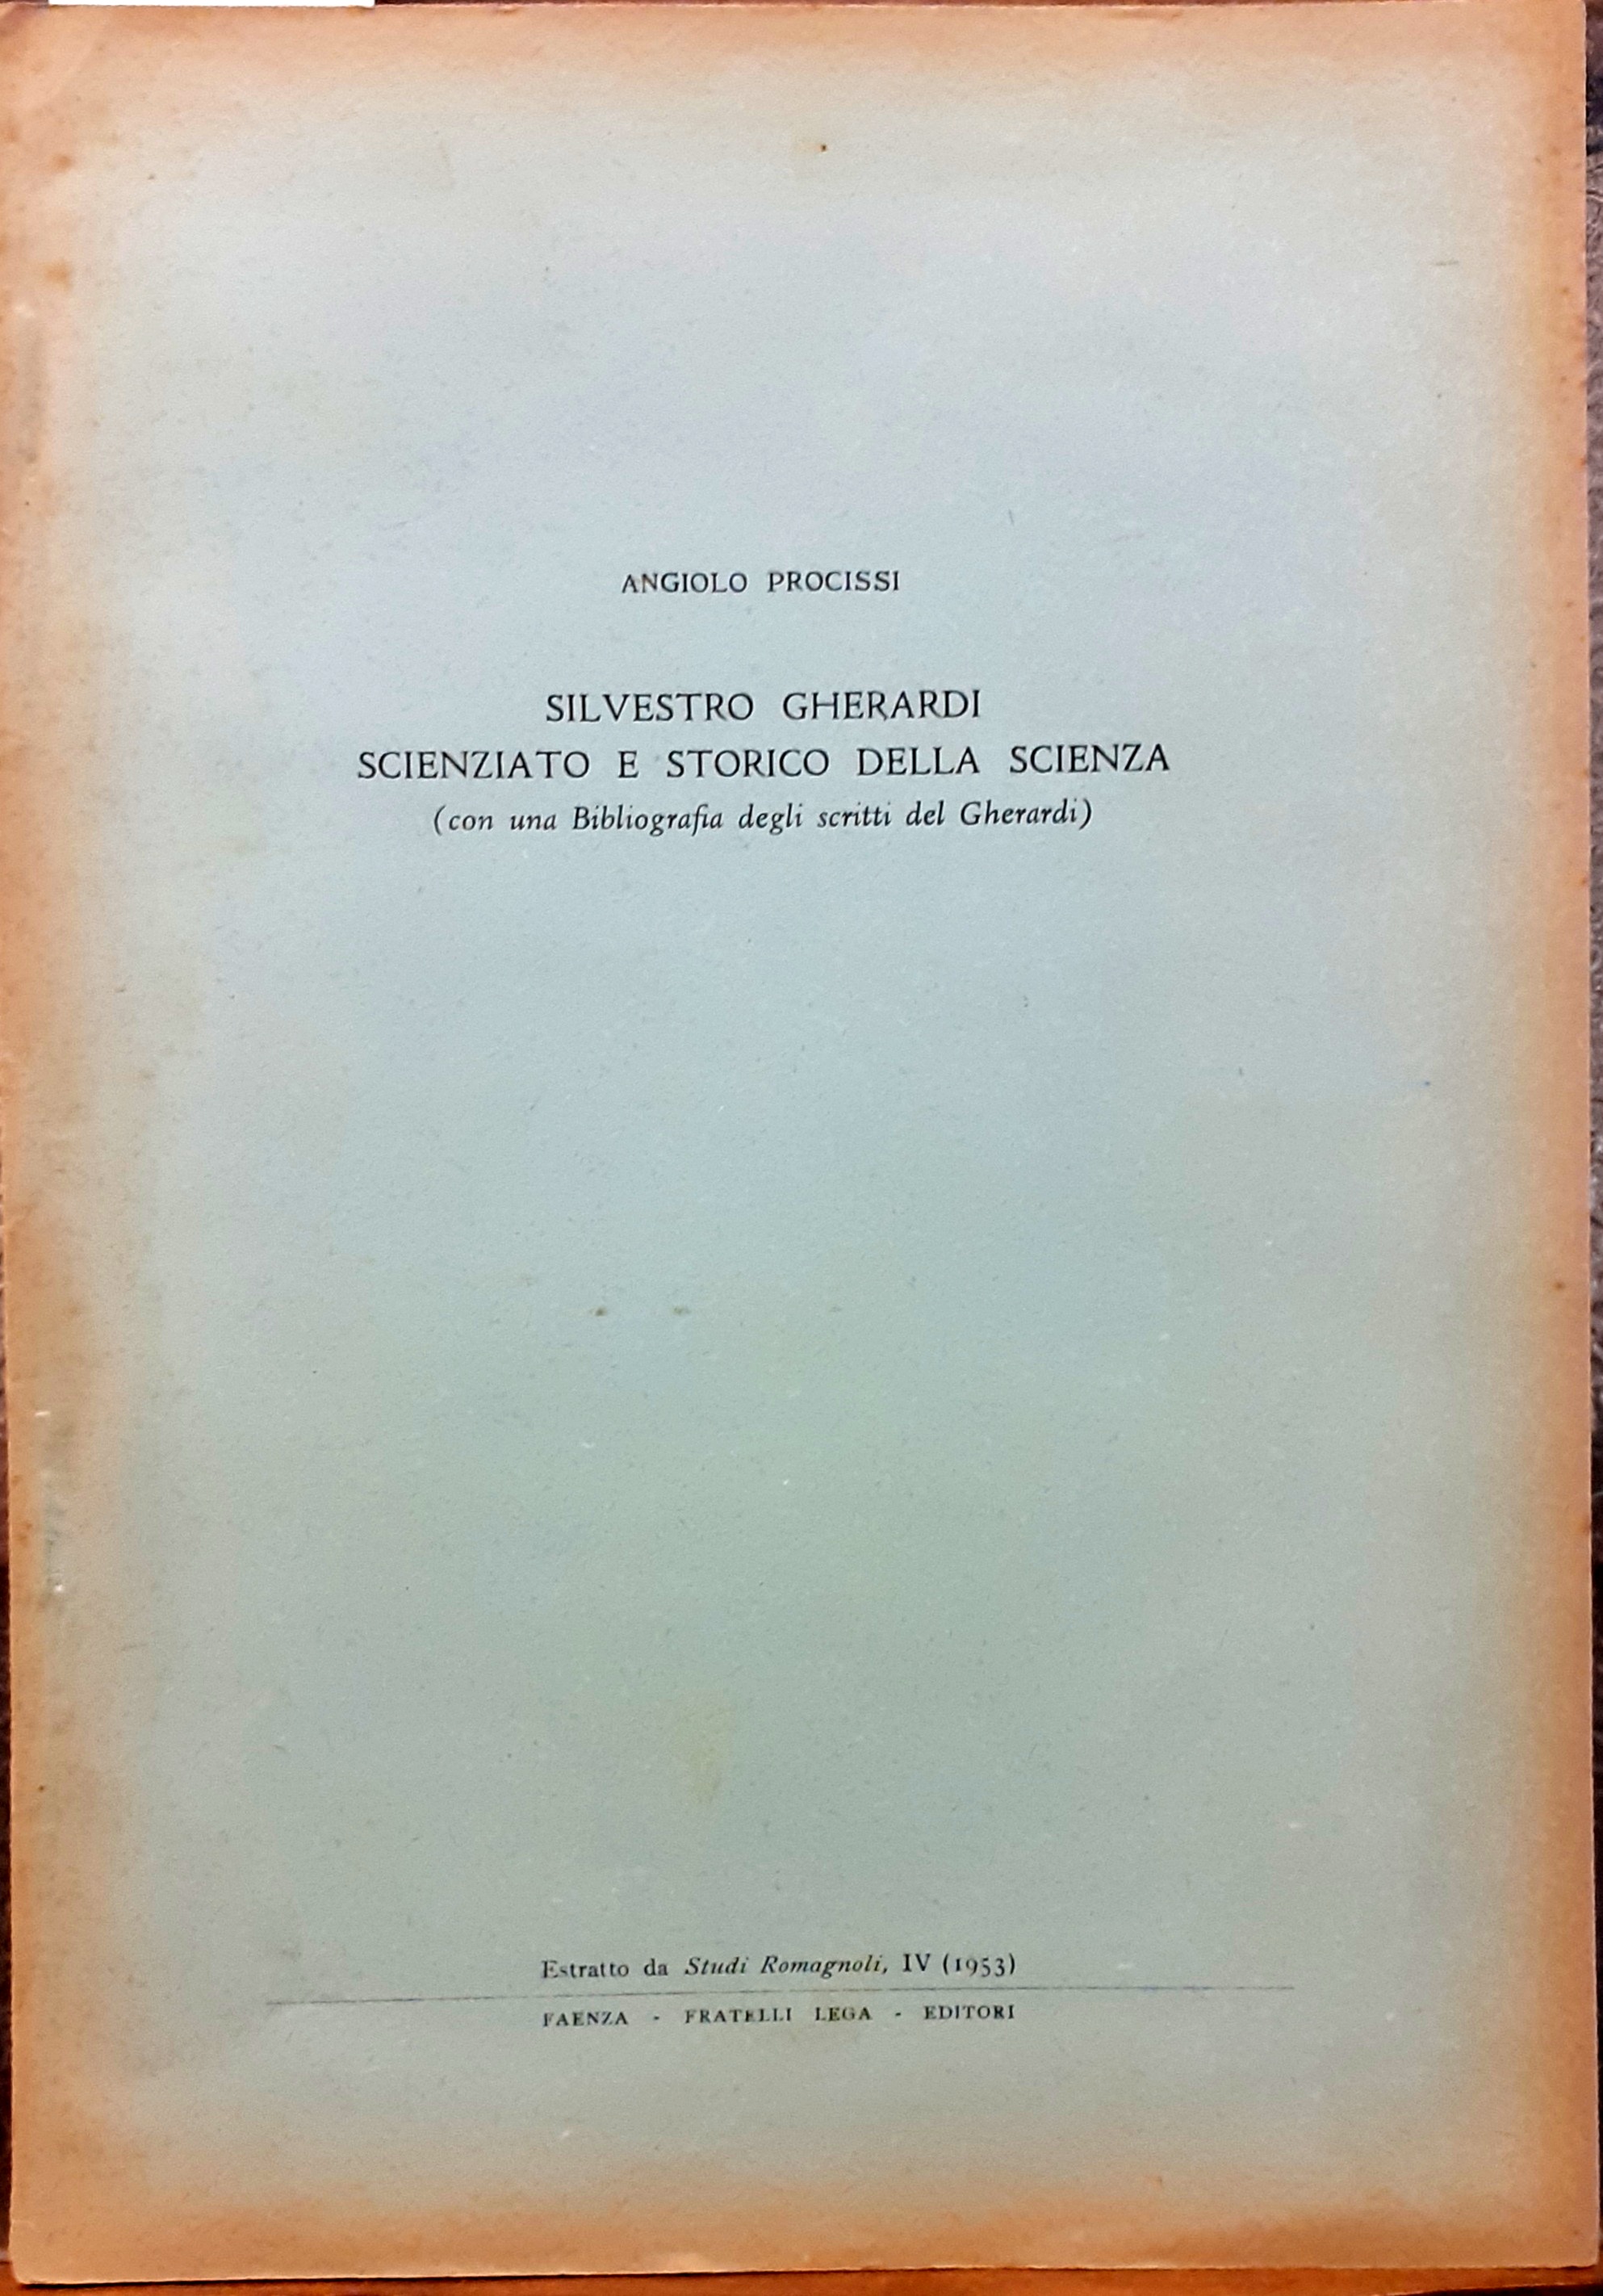 ANGIOLO PROCISSI
SILVESTRO GHERARDI
SCIENZIATO E STORICO DELLA SCIENZA
(con una Bibliografia degli scritti del Gherardi)
Estratto da Studi Romagnoli, IV (1953)
FAENZA - FRATELLI LEGA - EDITORI